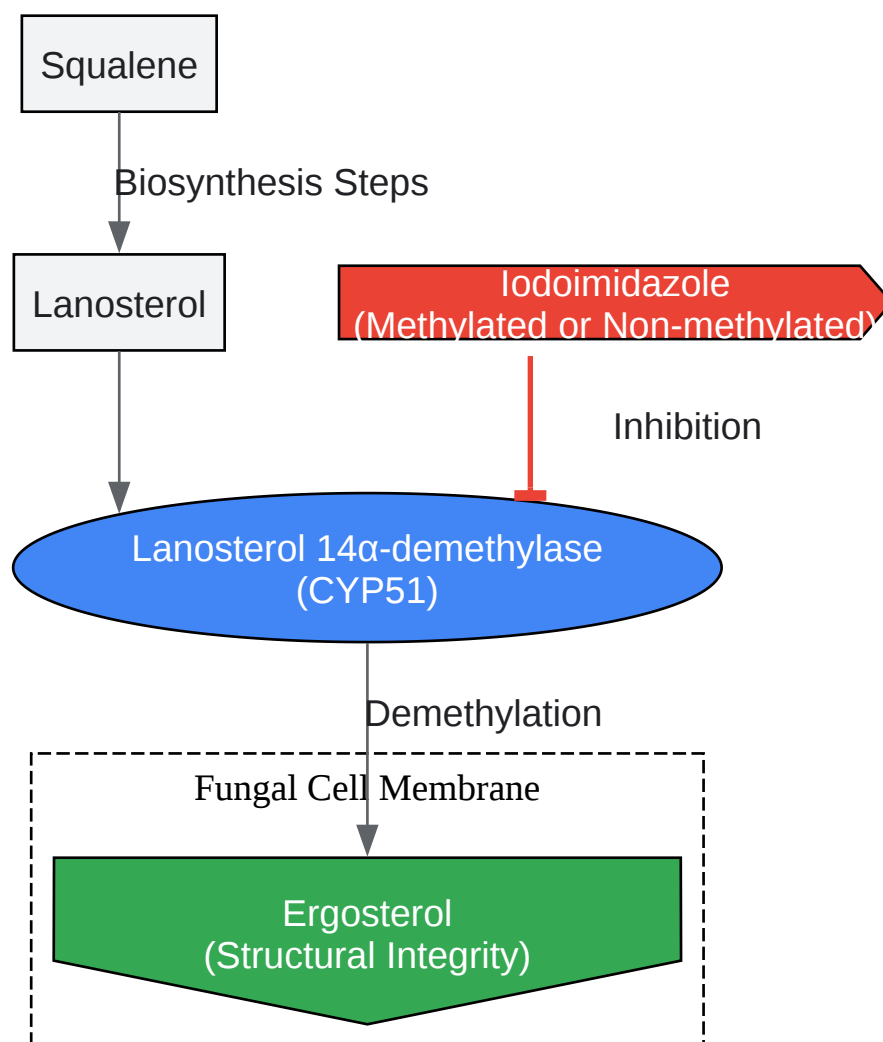 Squalene
Biosynthesis Steps
Lanosterol
Iodoimidazole
(Methylated or Non-methylated)
Inhibition
Lanosterol 14α-demethylase
(CYP51)
Demethylation
Fungal Cell Membrane
Ergosterol
(Structural Integrity)